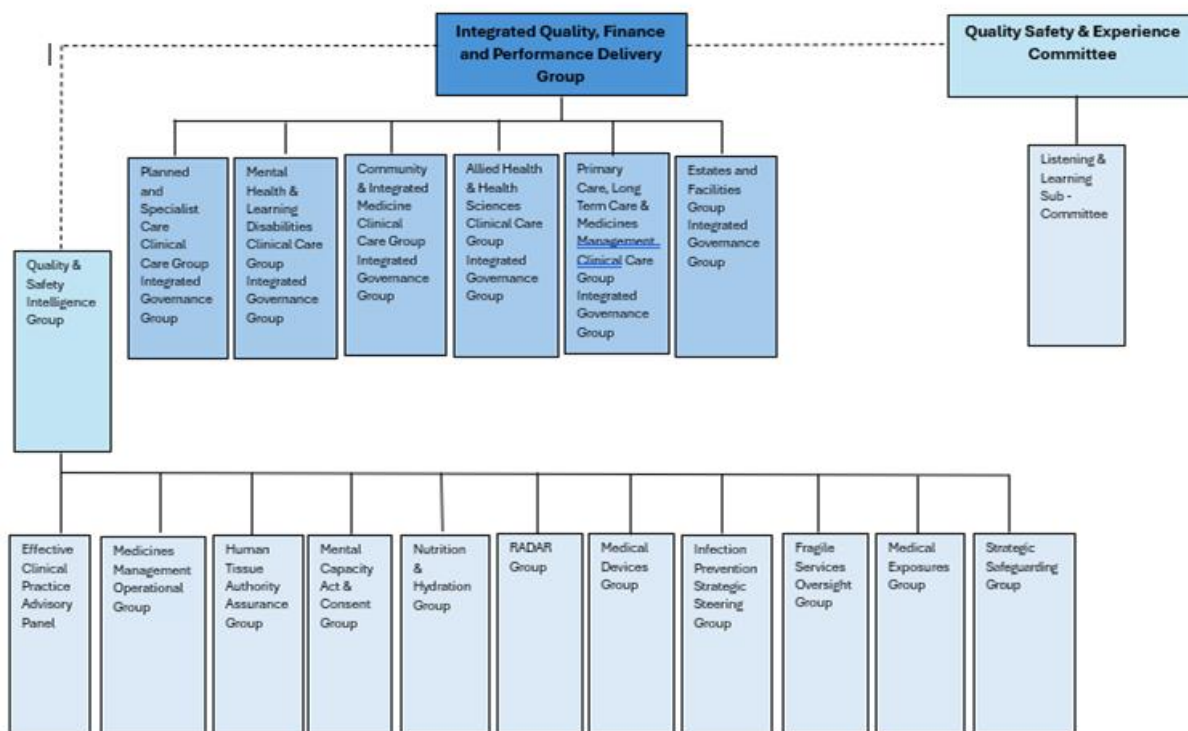 Integrated Quality, Finance
and Performance Delivery
Group
Quality Safety & Experience
Committee
Planned
and
Specialist
Care
Clinical
Care Group
Integrated
Governance
Group
Mental
Health &
Learning
Disabilities
Clinical Care
Group
Integrated
Governance
Group
Community
& Integrated
Medicine
Clinical
Care Group
Integrated
Governance
Group
Allied Health
& Health
Sciences
Clinical Care
Group
Integrated
Governance
Group
Primary
Care, Long
Term Care &
Medicines
Management
Clinical Care
Group
Integrated
Governance
Group
Estates and
Facilities
Group
Integrated
Governance
Group
Listening &
Learning
Sub -
Committee
Quality &
Safety
Intelligence
Group
Effective
Clinical
Practice
Advisory
Panel
Medicines
Management
Operational
Group
Human
Tissue
Authority
Assurance
Group
Mental
Capacity
Act &
Consent
Group
Nutrition
&
Hydration
Group
RADAR
Group
Medical
Devices
Group
Infection
Prevention
Strategic
Steering
Group
Fragile
Services
Oversight
Group
Medical
Exposures
Group
Strategic
Safeguarding
Group